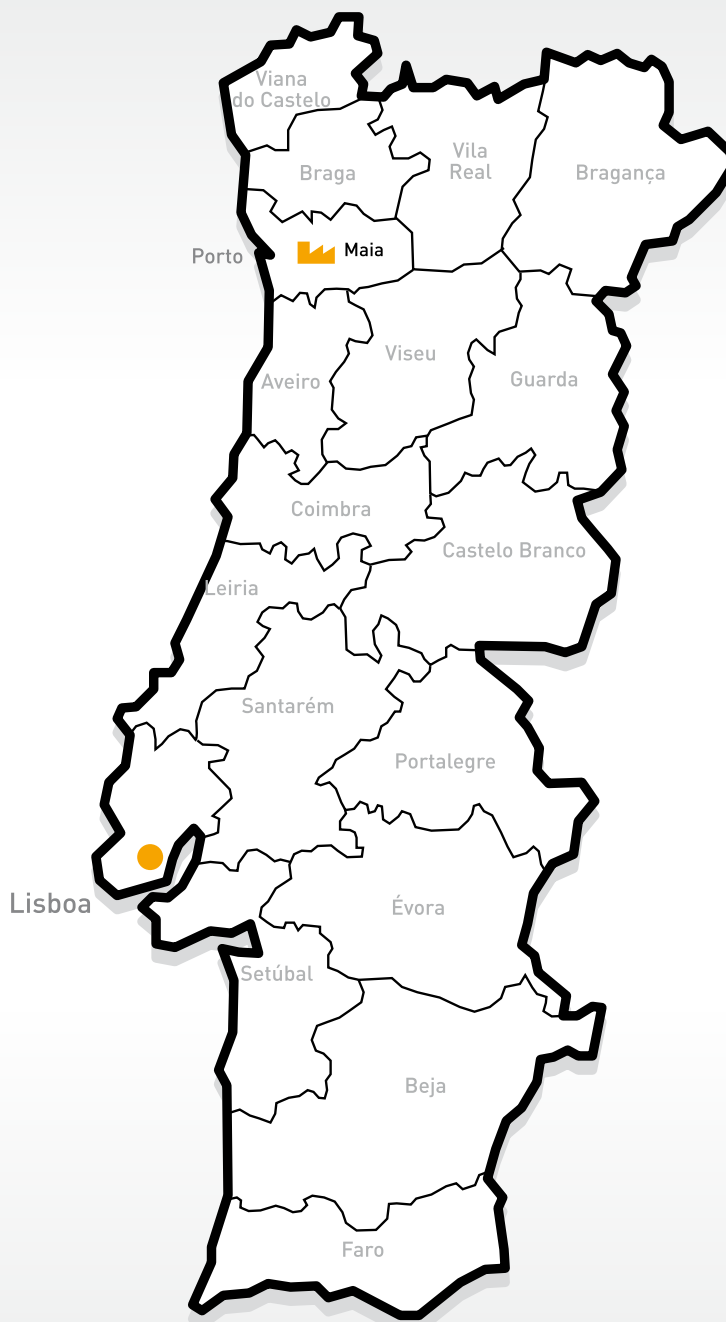 Viana
do Castelo
Braga
Vila
Real
Bragança
Porto
Maia
Viseu
Aveiro
Guarda
Coimbra
Castelo Branco
Leiria
Santarém
Portalegre
Lisboa
Évora
Setúbal
Beja
Faro